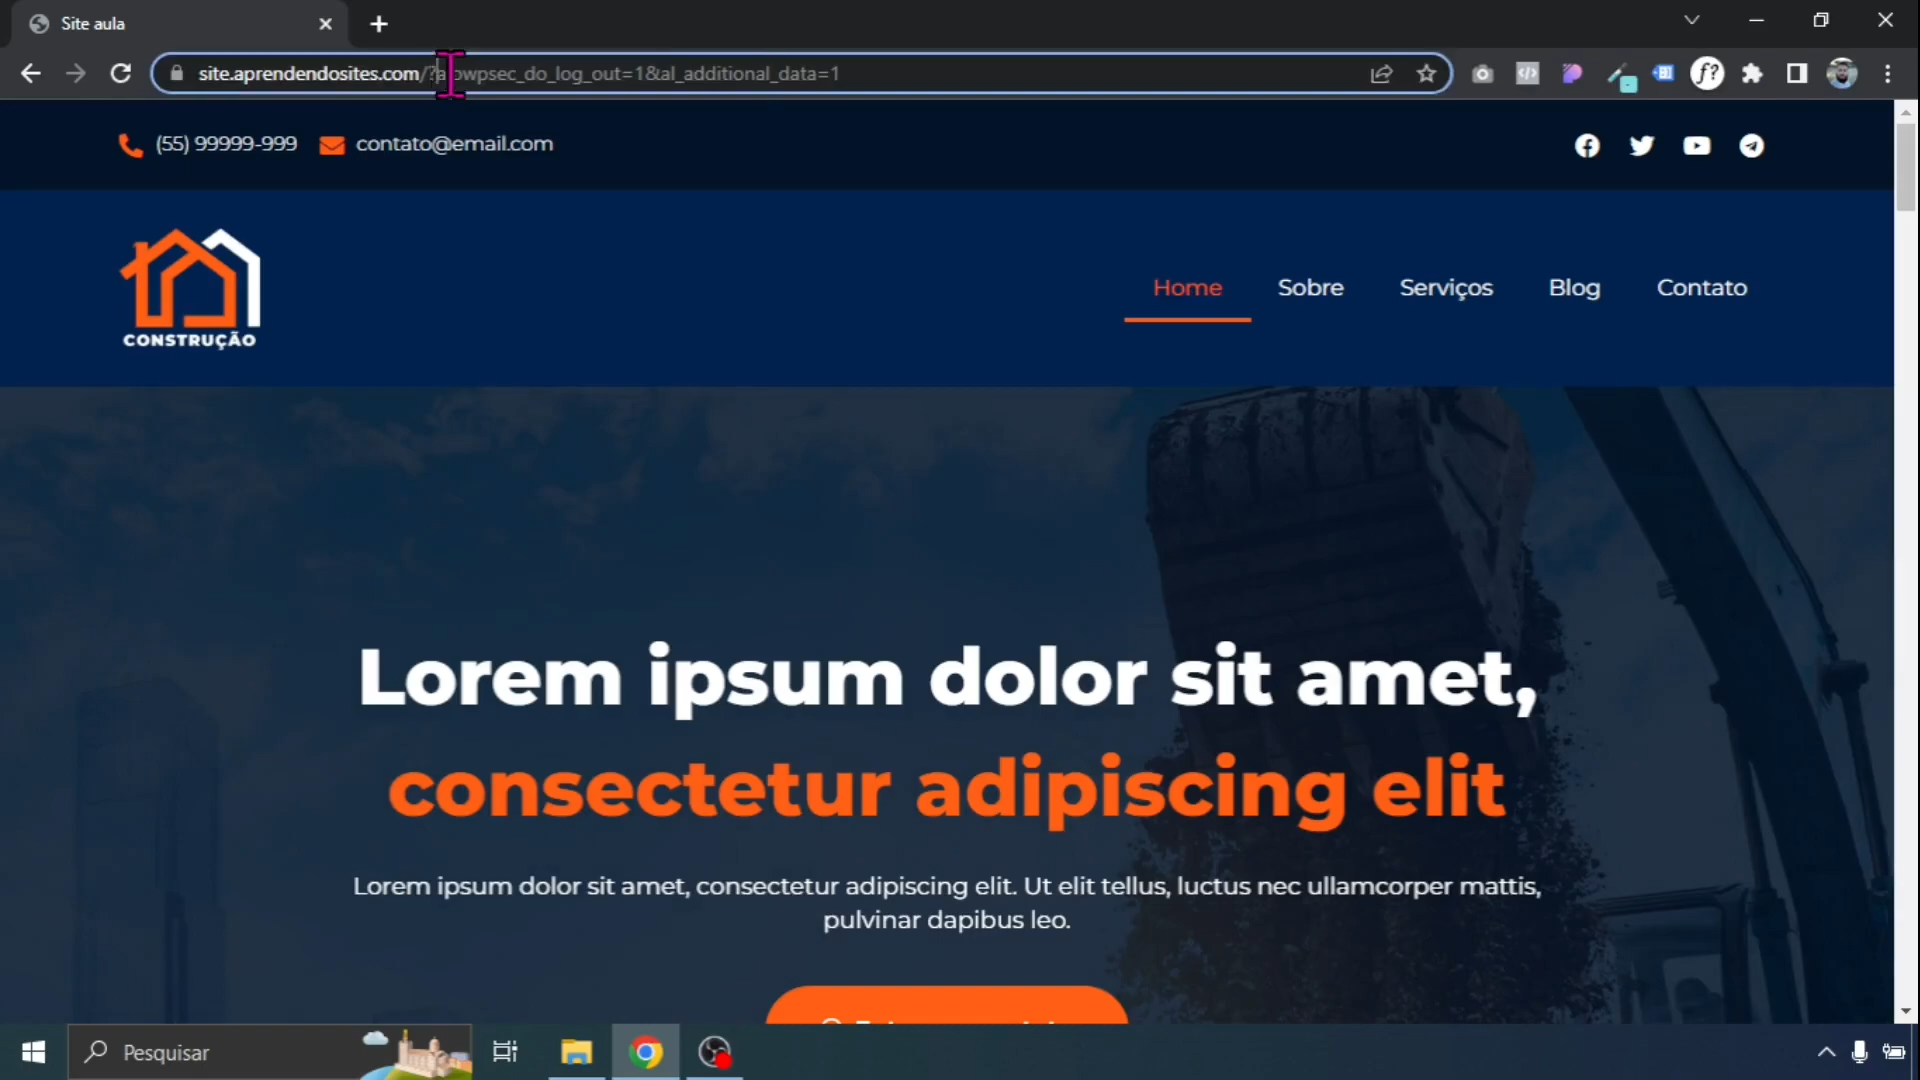 Site aula
site.aprendendosites.com/?aiowpsec_do_log_out=1&al_additional_data=1
f?
(55) 99999-999 contato@email.com
CONSTRUÇÃO
Home Sobre Serviços Blog Contato
Lorem ipsum dolor sit amet,
consectetur adipiscing elit
Lorem ipsum dolor sit amet, consectetur adipiscing elit. Ut elit tellus, luctus nec ullamcorper mattis,
pulvinar dapibus leo.
Pesquisar